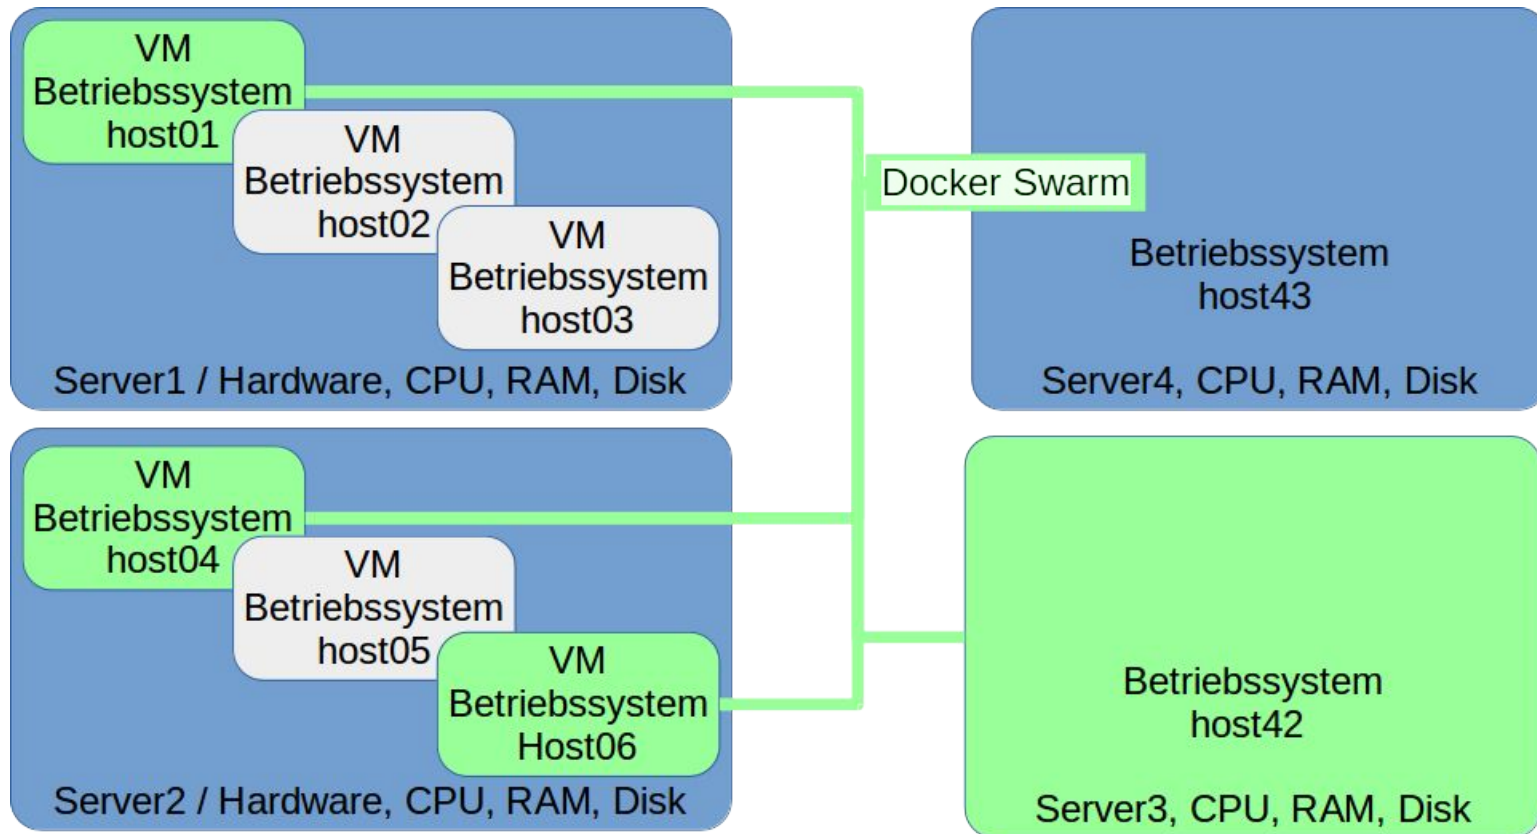 VM
Betriebssystem
host01
VM
Betriebssystem
host02
VM
Betriebssystem
host03
Server1 / Hardware, CPU, RAM, Disk
Docker Swarm
Betriebssystem
host43
Server4, CPU, RAM, Disk
VM
Betriebssystem
host04
VM
Betriebssystem
host05
VM
Betriebssystem
Host06
Server2 / Hardware, CPU, RAM, Disk
Betriebssystem
host42
Server3, CPU, RAM, Disk